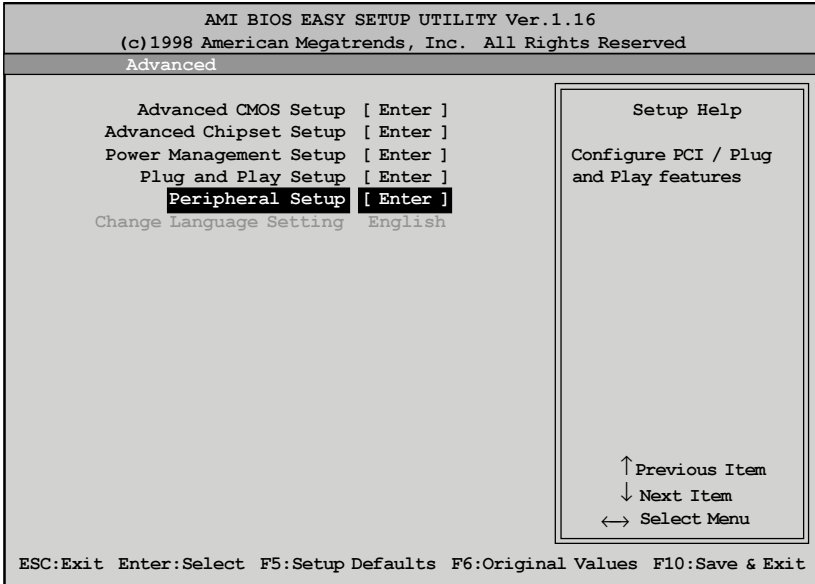 AMI BIOS EASY SETUP UTILITY Ver.1.16
(c)1998 American Megatrends, Inc. All Rights Reserved
Advanced
Advanced CMOS Setup [ Enter ]
Advanced Chipset Setup [ Enter ]
Power Management Setup [ Enter ]
Plug and Play Setup [ Enter ]
Peripheral Setup [ Enter ]
Change Language Setting English
Setup Help
Configure PCI / Plug
and Play features
↑ Previous Item
↓ Next Item
←→ Select Menu
ESC:Exit Enter:Select F5:Setup Defaults F6:Original Values F10:Save & Exit